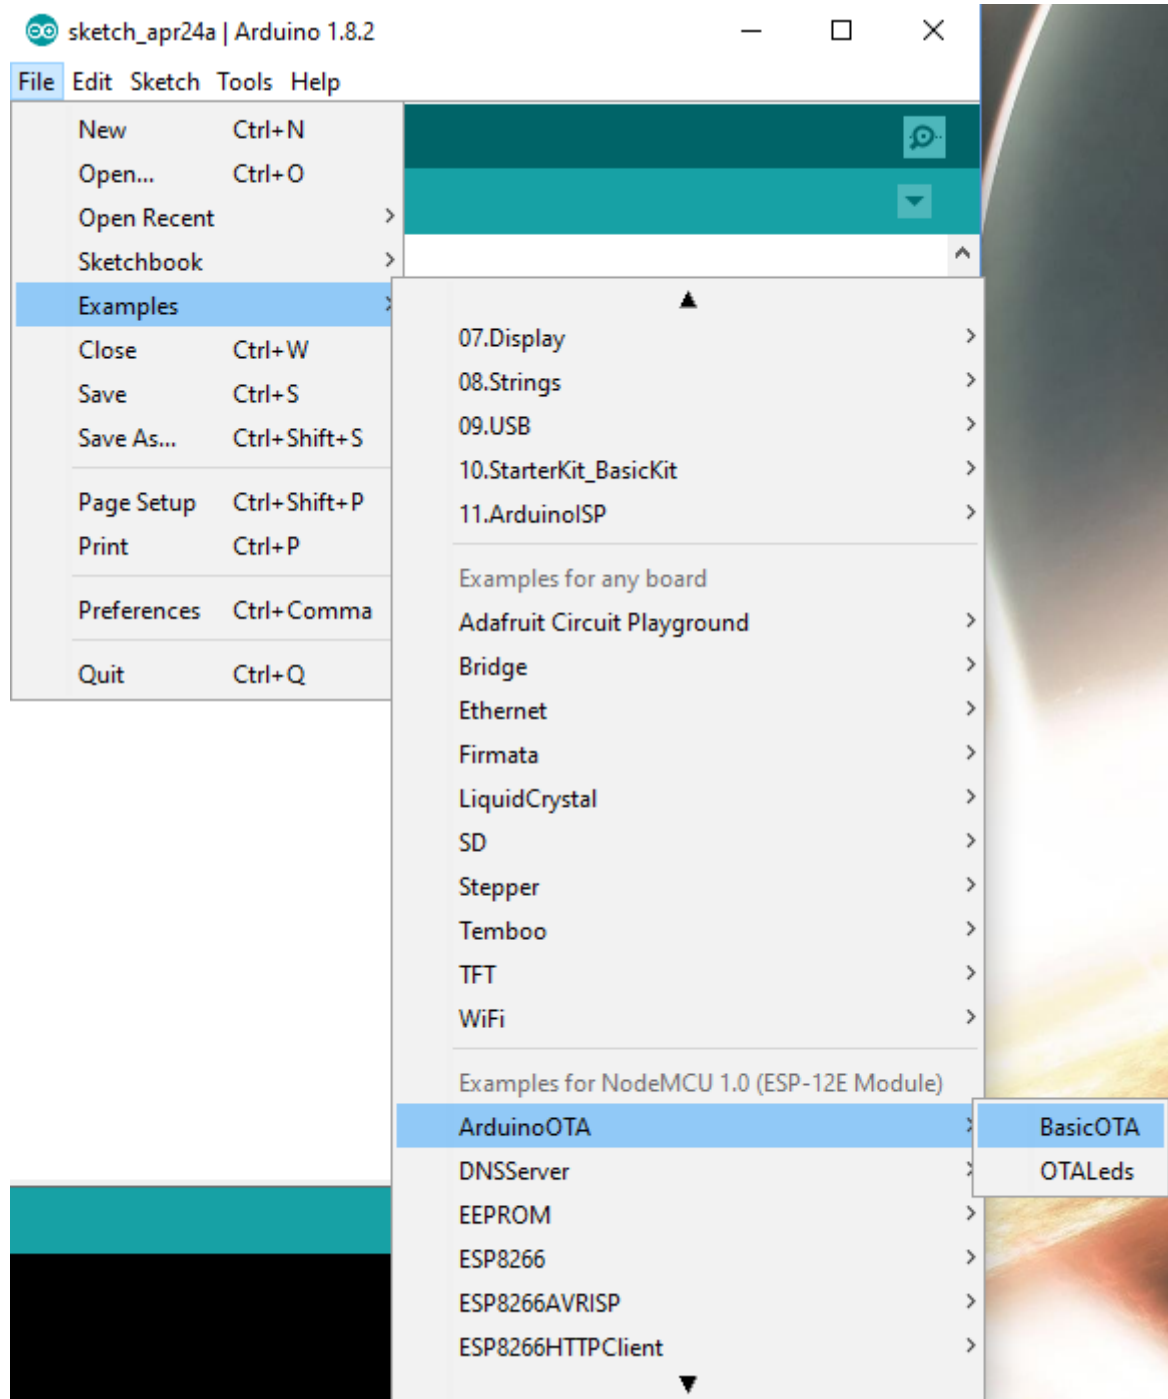 sketch_apr24a | Arduino 1.8.2
File Edit Sketch Tools Help
New Ctrl+N
Open... Ctrl+O
Open Recent
Sketchbook
Examples
Close Ctrl+W
Save Ctrl+S
Save As... Ctrl+Shift+S
Page Setup Ctrl+Shift+P
Print Ctrl+P
Preferences Ctrl+Comma
Quit Ctrl+Q
07.Display
08.Strings
09.USB
10.StarterKit_BasicKit
11.ArduinoISP
Examples for any board
Adafruit Circuit Playground
Bridge
Ethernet
Firmata
LiquidCrystal
SD
Stepper
Temboo
TFT
WiFi
Examples for NodeMCU 1.0 (ESP-12E Module)
ArduinoOTA
DNSServer
EEPROM
ESP8266
ESP8266AVRISP
ESP8266HTTPClient
BasicOTA
OTALeds